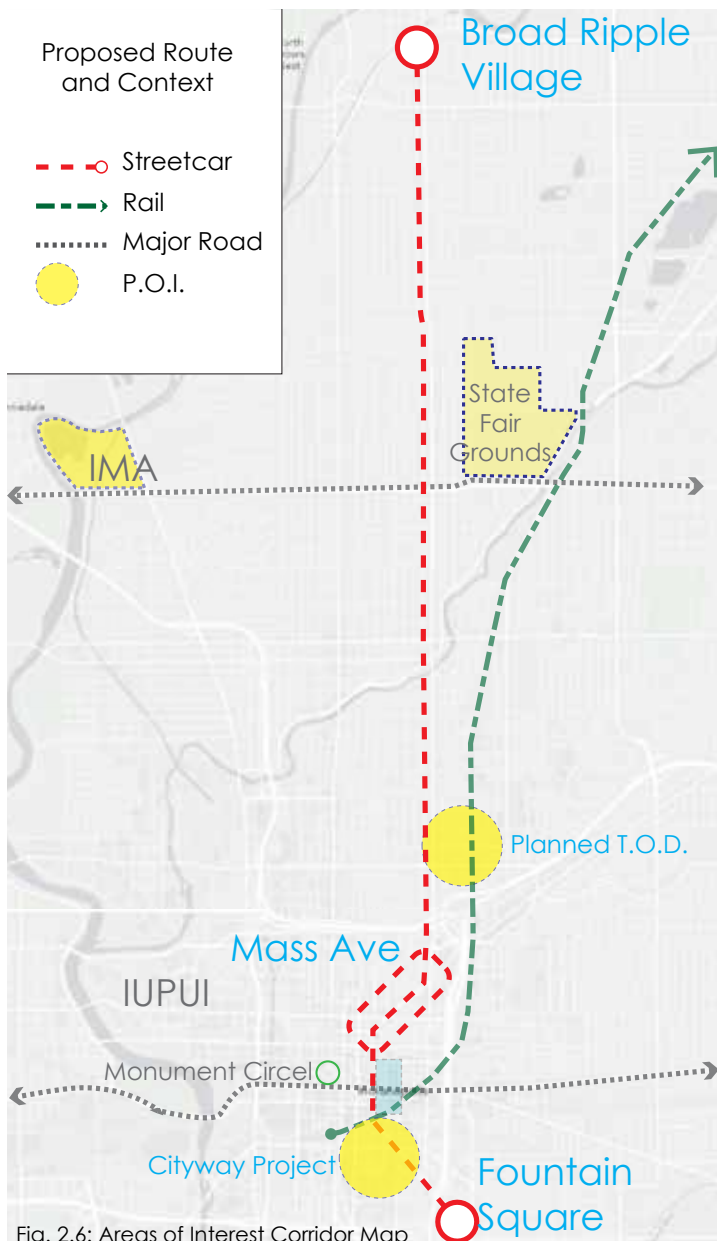 Proposed Route
and Context
Streetcar
Rail
Major Road
P.O.I.
Broad Ripple
Village
State
Fair
Grounds
IMA
Planned T.O.D.
Mass Ave
IUPUI
Monument Circel
Cityway Project
Fountain
Square
Fig. 2.6: Areas of Interest Corridor Map